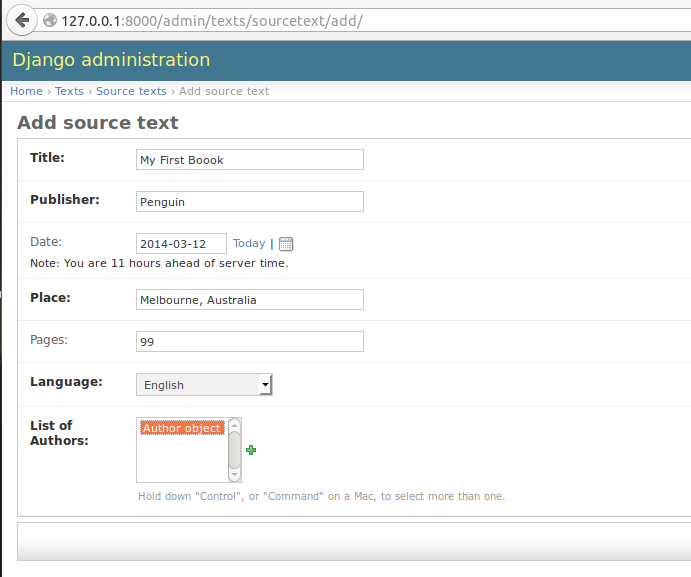 127.0.0.1:8000/admin/texts/sourcetext/add/
Django administration
Home › Texts › Source texts › Add source text
Add source text
Title: My First Boook
Publisher: Penguin
Date: 2014-03-12 Today |
Note: You are 11 hours ahead of server time.
Place: Melbourne, Australia
Pages: 99
Language: English
List of
Authors:
Author object
Hold down "Control", or "Command" on a Mac, to select more than one.